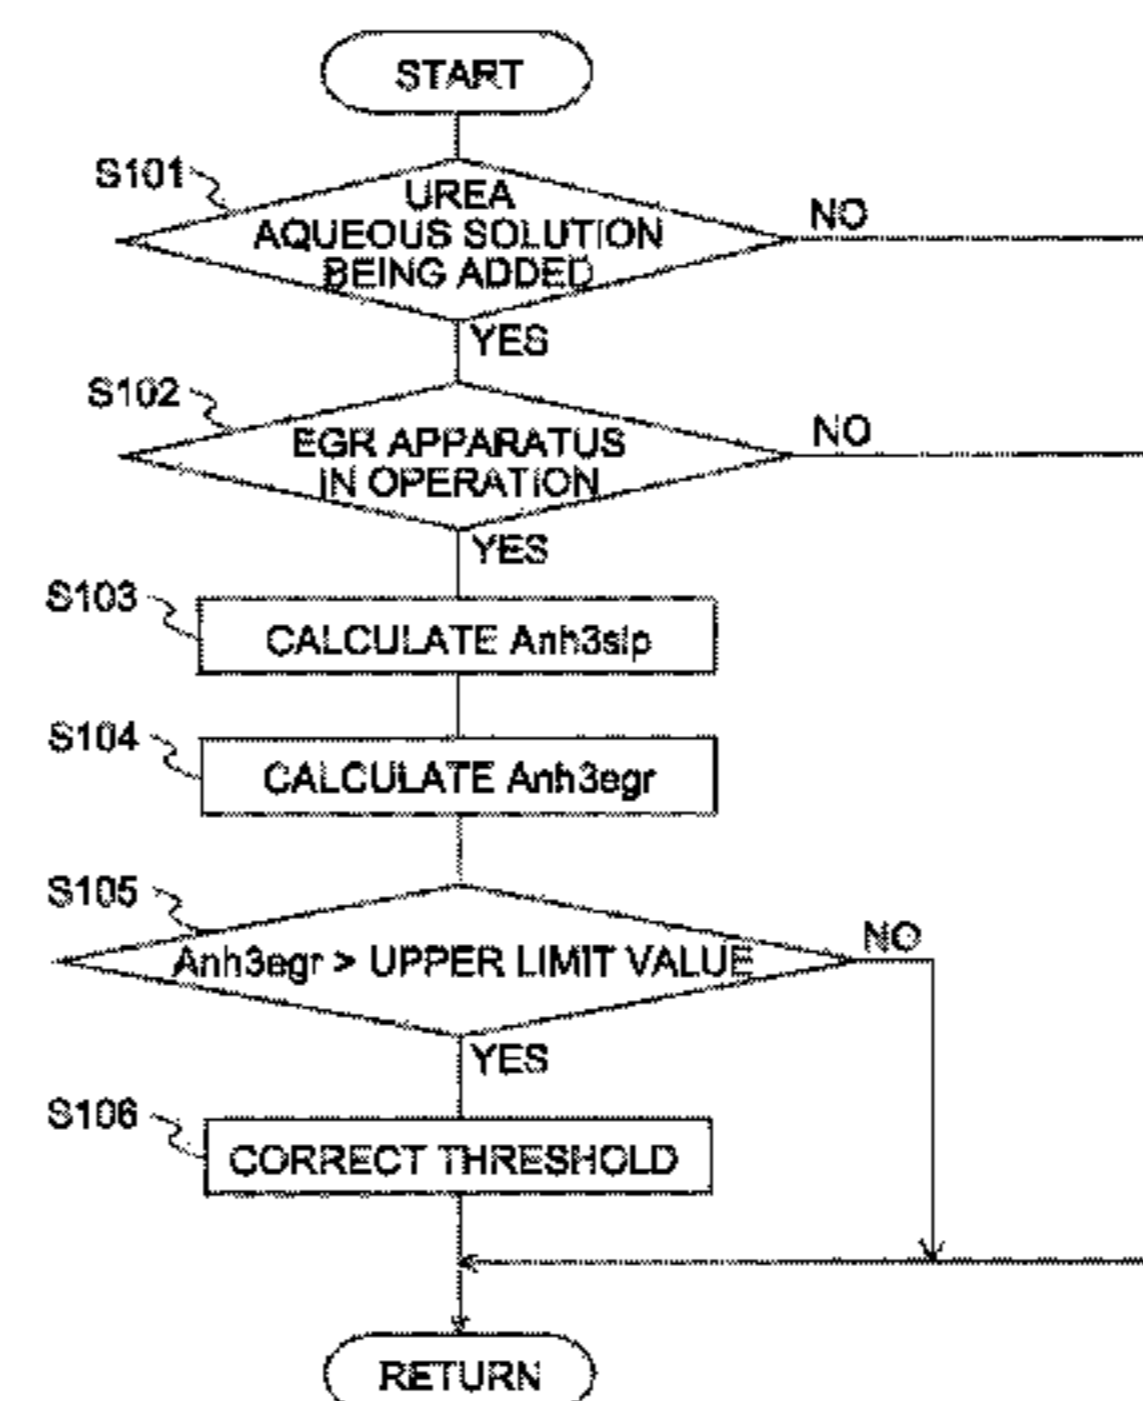 START
S101
UREA
AQUEOUS SOLUTION
BEING ADDED
NO
YES
S102
EGR APPARATUS
IN OPERATION
NO
YES
S103
CALCULATE Anh3slp
S104
CALCULATE Anh3egr
S105
Anh3egr > UPPER LIMIT VALUE
NO
YES
S106
CORRECT THRESHOLD
RETURN